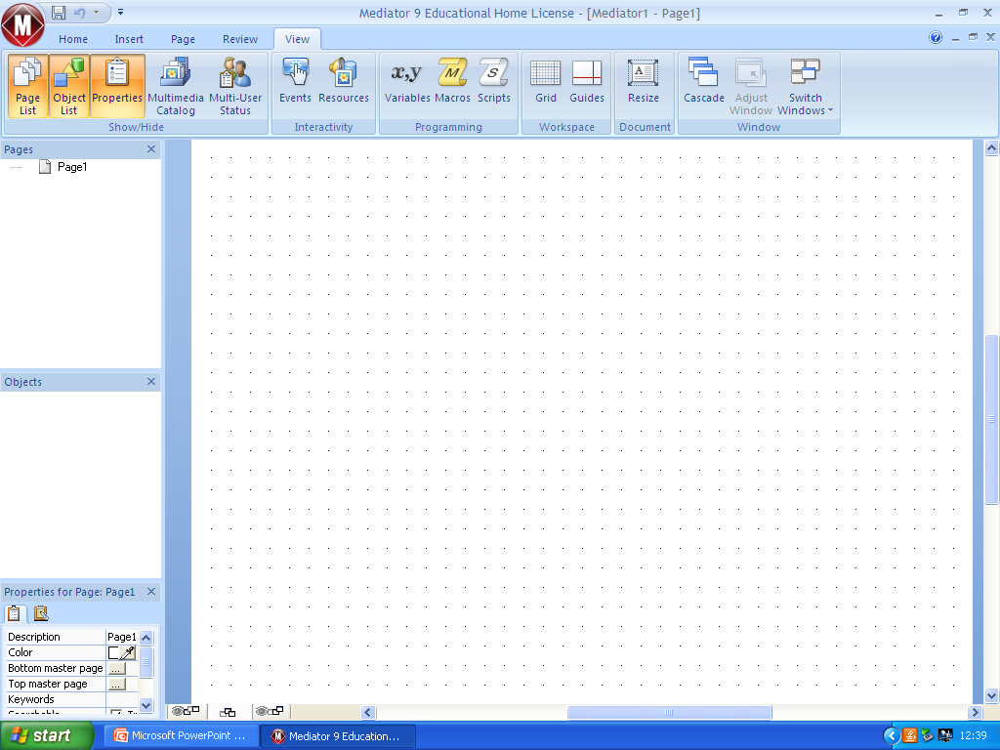 Mediator 9 Educational Home License - [Mediator1 - Page1]
Home Insert Page Review View
Page List
Object List
Properties
Multimedia Catalog
Multi-User Status
Events
Resources
Variables
Macros
Scripts
Grid
Guides
Resize
Cascade
Adjust Window
Switch Windows
Show/Hide
Interactivity
Programming
Workspace
Document
Window
Pages
Page1
Objects
Properties for Page: Page1
Description Page1
Color
Bottom master page ...
Top master page ...
Keywords
start
Microsoft PowerPoint ...
Mediator 9 Education...
12:39